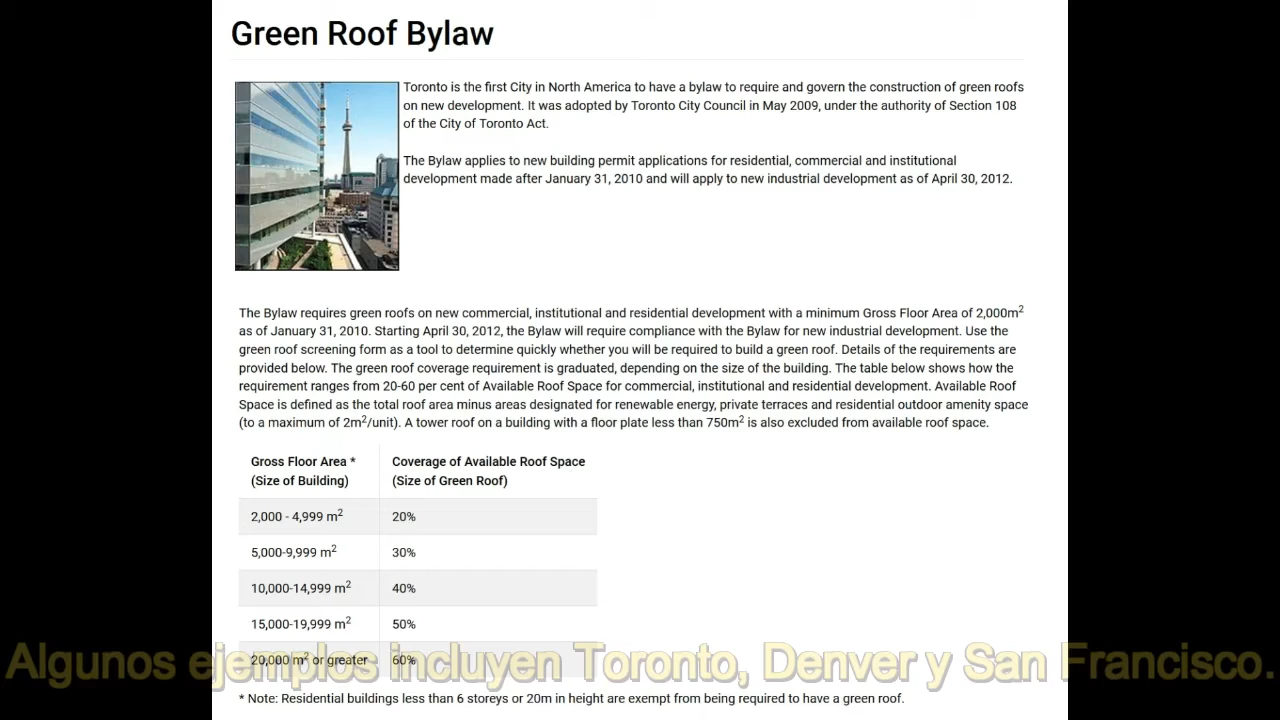 Green Roof Bylaw
Toronto is the first City in North America to have a bylaw to require and govern the construction of green roofs
on new development. It was adopted by Toronto City Council in May 2009, under the authority of Section 108
of the City of Toronto Act.
The Bylaw applies to new building permit applications for residential, commercial and institutional
development made after January 31, 2010 and will apply to new industrial development as of April 30, 2012.
The Bylaw requires green roofs on new commercial, institutional and residential development with a minimum Gross Floor Area of 2,000m²
as of January 31, 2010. Starting April 30, 2012, the Bylaw will require compliance with the Bylaw for new industrial development. Use the
green roof screening form as a tool to determine quickly whether you will be required to build a green roof. Details of the requirements are
provided below. The green roof coverage requirement is graduated, depending on the size of the building. The table below shows how the
requirement ranges from 20-60 per cent of Available Roof Space for commercial, institutional and residential development. Available Roof
Space is defined as the total roof area minus areas designated for renewable energy, private terraces and residential outdoor amenity space
(to a maximum of 2m²/unit). A tower roof on a building with a floor plate less than 750m² is also excluded from available roof space.
Gross Floor Area * Coverage of Available Roof Space
(Size of Building) (Size of Green Roof)
2,000 - 4,999 m² 20%
5,000-9,999 m² 30%
10,000-14,999 m² 40%
15,000-19,999 m² 50%
20,000 m² or greater 60%
Algunos ejemplos incluyen Toronto, Denver y San Francisco.
* Note: Residential buildings less than 6 storeys or 20m in height are exempt from being required to have a green roof.